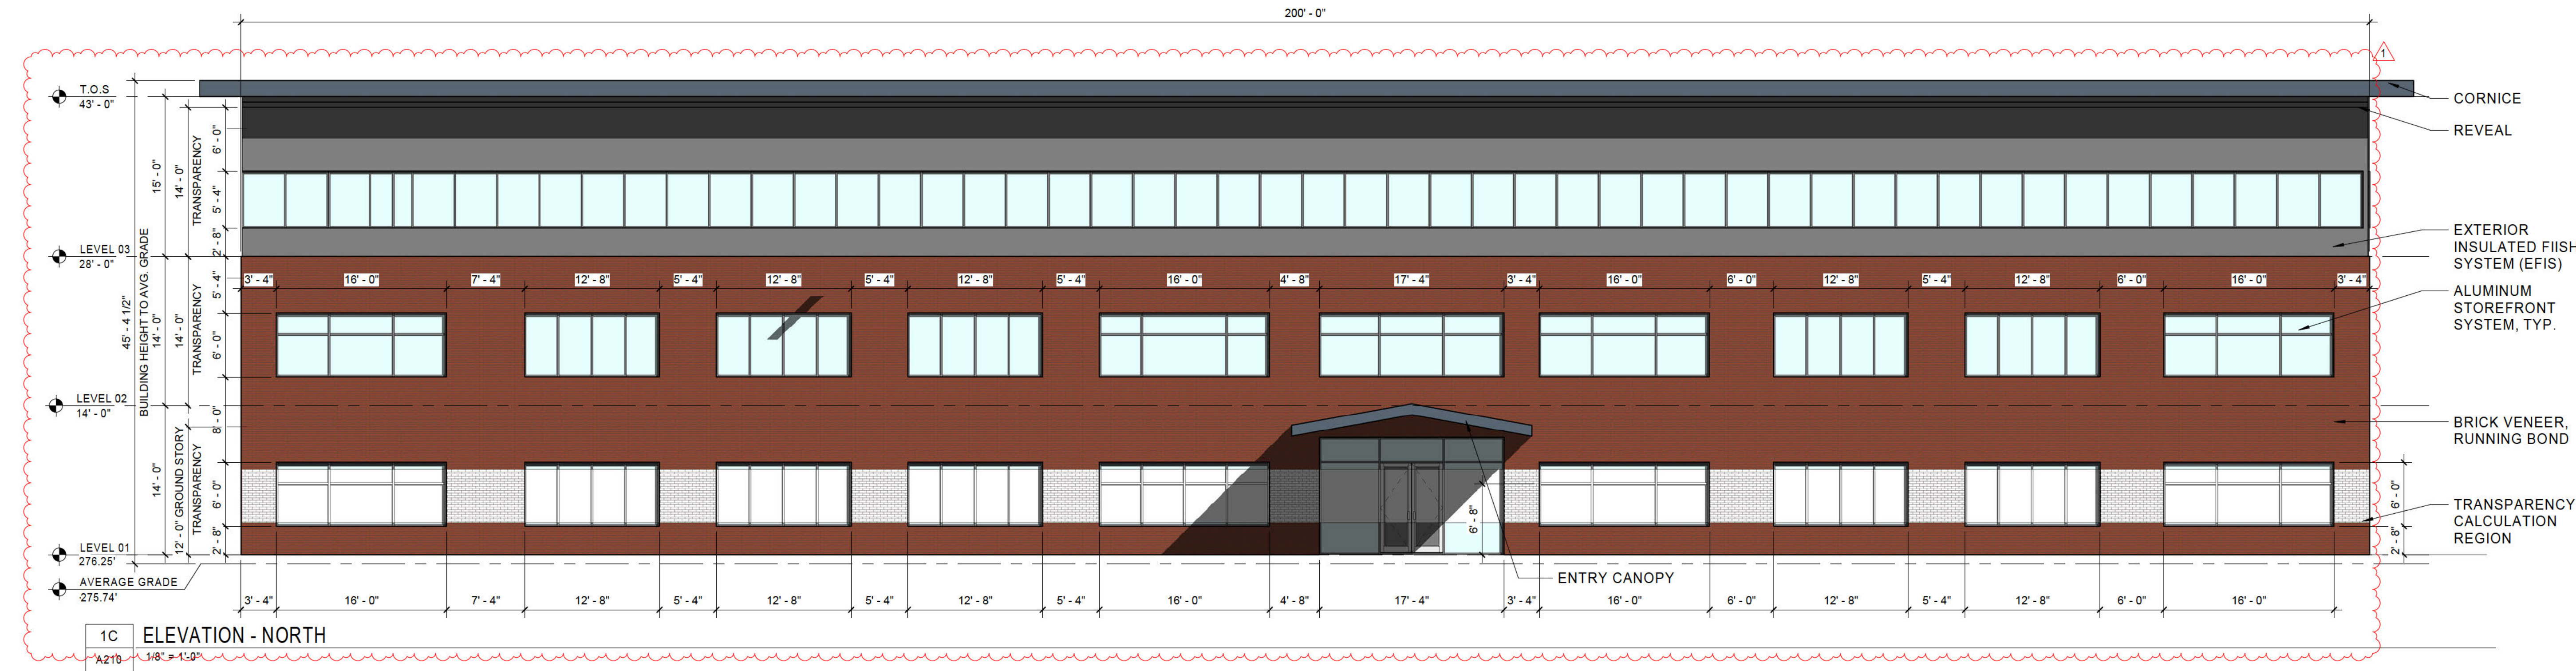 200' - 0"
1
T.O.S
43' - 0"
CORNICE
REVEAL
6' - 0"
15' - 0"
14' - 0"
TRANSPARENCY
5' - 4"
2' - 8"
LEVEL 03
28' - 0"
EXTERIOR
INSULATED FIISH
SYSTEM (EFIS)
3' - 4" 16' - 0" 7' - 4" 12' - 8" 5' - 4" 12' - 8" 5' - 4" 12' - 8" 5' - 4" 16' - 0" 4' - 8" 17' - 4" 3' - 4" 16' - 0" 6' - 0" 12' - 8" 5' - 4" 12' - 8" 6' - 0" 16' - 0" 3' - 4"
45' - 4 1/2"
BUILDING HEIGHT TO AVG. GRADE
14' - 0"
14' - 0"
TRANSPARENCY
5' - 4"
6' - 0"
ALUMINUM
STOREFRONT
SYSTEM, TYP.
LEVEL 02
14' - 0"
8' - 0"
BRICK VENEER,
RUNNING BOND
14' - 0"
12' - 0" GROUND STORY
TRANSPARENCY
6' - 0"
2' - 8"
6' - 8"
6' - 0"
2' - 8"
TRANSPARENCY
CALCULATION
REGION
LEVEL 01
276.25'
AVERAGE GRADE
275.74'
ENTRY CANOPY
3' - 4" 16' - 0" 7' - 4" 12' - 8" 5' - 4" 12' - 8" 5' - 4" 12' - 8" 5' - 4" 16' - 0" 4' - 8" 17' - 4" 3' - 4" 16' - 0" 6' - 0" 12' - 8" 5' - 4" 12' - 8" 6' - 0" 16' - 0"
1C ELEVATION - NORTH
A210 1/8" = 1'-0"